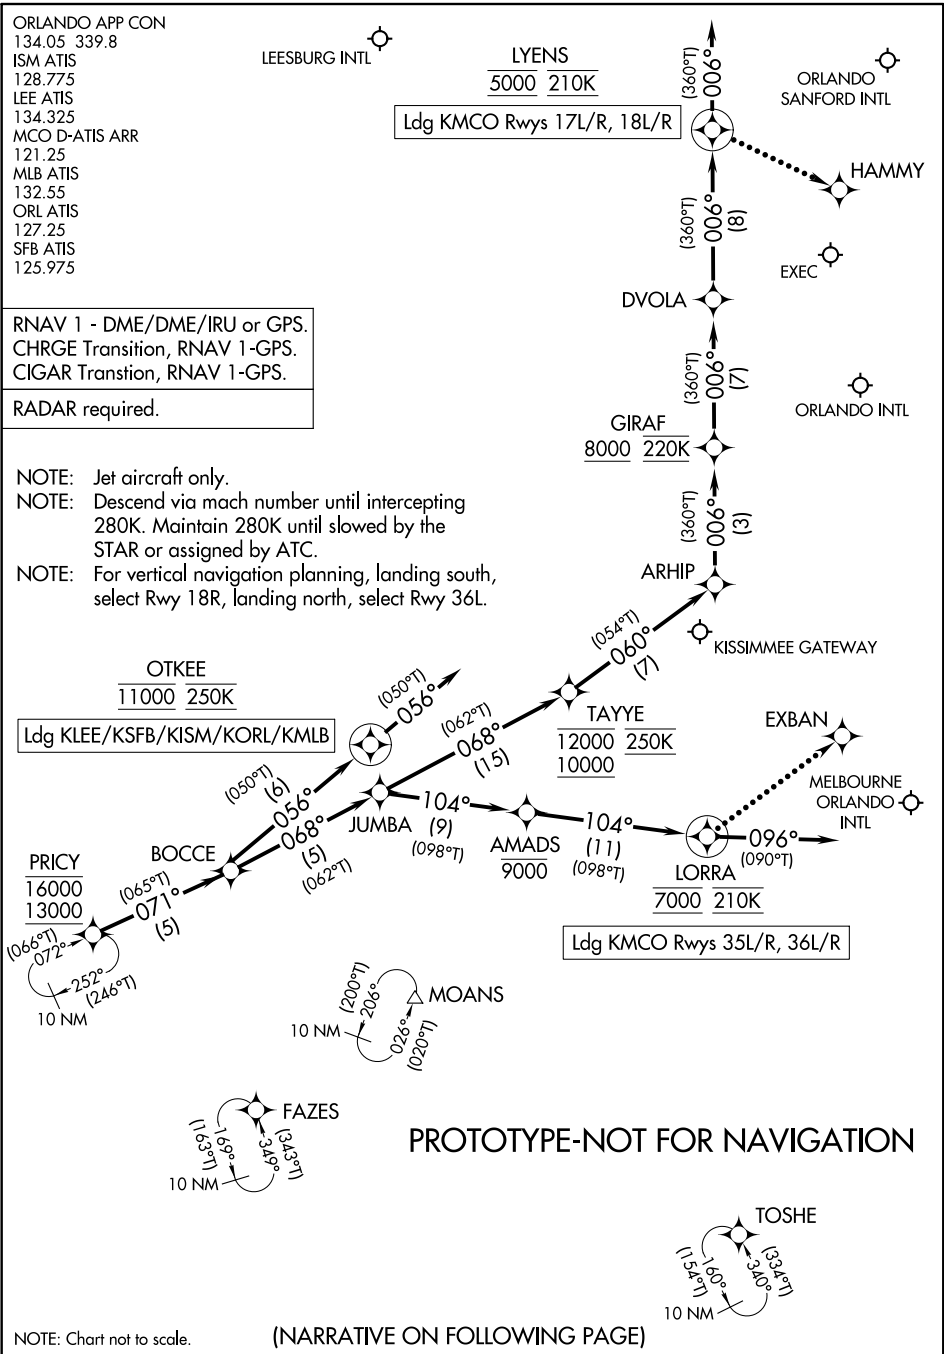 ORLANDO APP CON
134.05 339.8
ISM ATIS
128.775
LEE ATIS
134.325
MCO D-ATIS ARR
121.25
MLB ATIS
132.55
ORL ATIS
127.25
SFB ATIS
125.975
LEESBURG INTL
LYENS
5000 210K
Ldg KMCO Rwys 17L/R, 18L/R
(360°T)
006°
ORLANDO
SANFORD INTL
HAMMY
(360°T)
006°
(8)
EXEC
DVOLA
RNAV 1 - DME/DME/IRU or GPS.
CHRGE Transition, RNAV 1-GPS.
CIGAR Transtion, RNAV 1-GPS.
RADAR required.
(360°T)
006°
(7)
ORLANDO INTL
GIRAF
8000 220K
NOTE: Jet aircraft only.
NOTE: Descend via mach number until intercepting
280K. Maintain 280K until slowed by the
STAR or assigned by ATC.
NOTE: For vertical navigation planning, landing south,
select Rwy 18R, landing north, select Rwy 36L.
(360°T)
006°
(3)
ARHIP
KISSIMMEE GATEWAY
(054°T)
060°
(7)
OTKEE
11000 250K
Ldg KLEE/KSFB/KISM/KORL/KMLB
(050°T)
056°
(062°T)
068°
(15)
TAYYE
12000 250K
10000
EXBAN
MELBOURNE
ORLANDO
INTL
(050°T)
(6)
056°
068°
(5)
(062°T)
JUMBA
104°
(9)
(098°T)
AMADS
9000
104°
(11)
(098°T)
096°
(090°T)
LORRA
7000 210K
Ldg KMCO Rwys 35L/R, 36L/R
BOCCE
PRICY
16000
13000
(065°T)
071°
(5)
(066°T)
072°
252°
(246°T)
10 NM
MOANS
(200°T)
206°
026°
(020°T)
10 NM
FAZES
(163°T)
169°
349°
(343°T)
10 NM
PROTOTYPE-NOT FOR NAVIGATION
TOSHE
(154°T)
160°
340°
(334°T)
10 NM
NOTE: Chart not to scale.
(NARRATIVE ON FOLLOWING PAGE)